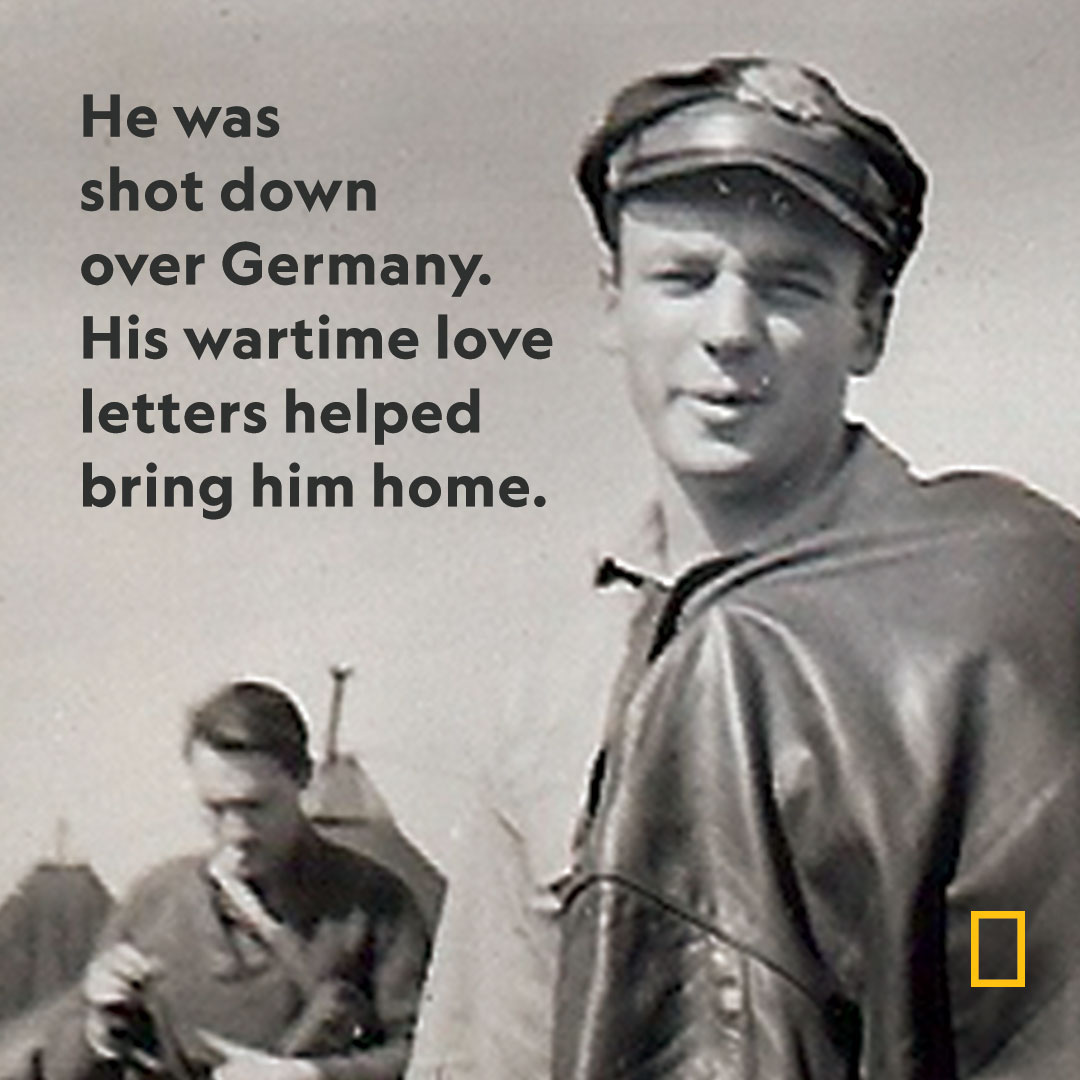 He was
shot down
over Germany.
His wartime love
letters helped
bring him home.